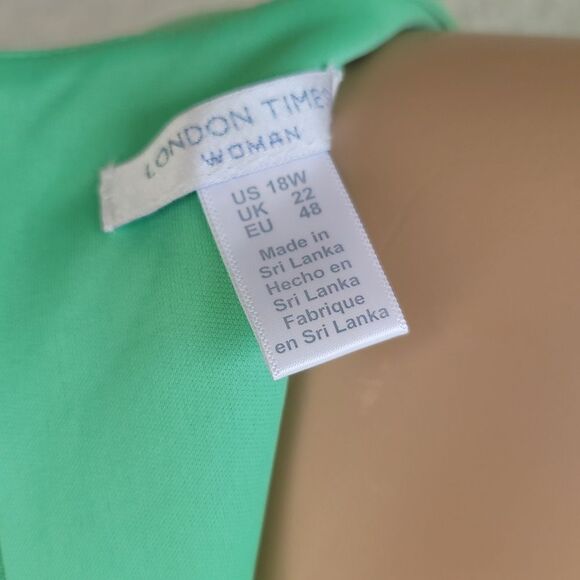 LONDON TIMES
WOMAN
US 18W
UK 22
EU 48
Made in
Sri Lanka
Hecho en
Sri Lanka
Fabrique
en Sri Lanka